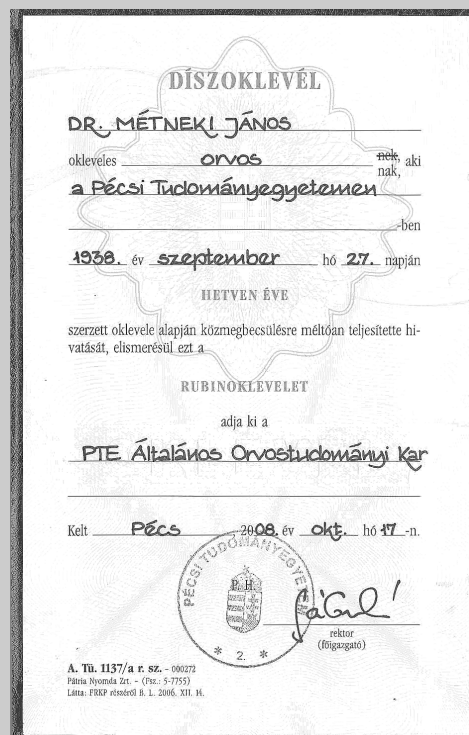 DÍSZOKLEVÉL
DR. MÉTNEKI JÁNOS
okleveles orvos nek, aki
nak,
a Pécsi Tudományegyetemen
-ben
1938. év szeptember hó 27. napján
HETVEN ÉVE
szerzett oklevele alapján közmegbecsülésre méltóan teljesítette hi-
vatását, elismerésül ezt a
RUBINOKLEVELET
adja ki a
PTE Általános Orvostudományi Kar
Kelt Pécs 2008. év okt. hó 17-n.
PÉCSI TUDOMÁNYEGYETEM
P. H.
* 2. *
rektor
(főigazgató)
A. Tü. 1137/a r. sz. - 000272
Pátria Nyomda Zrt. - (Fsz.: 5-7755)
Látta: FRKP részéről B. L. 2006. XII. 14.